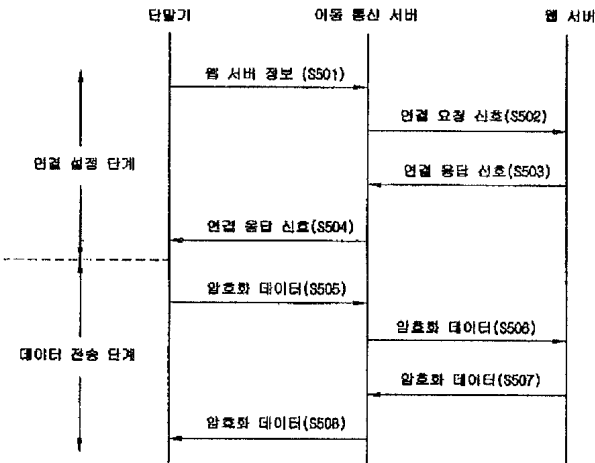 단말기
이동 통신 서버
웹 서버
웹 서버 정보 (S501)
연결 요청 신호(S502)
연결 설정 단계
연결 응답 신호(S503)
연결 응답 신호(S504)
암호화 데이터(S505)
암호화 데이터(S506)
데이터 전송 단계
암호화 데이터(S507)
암호화 데이터(S508)